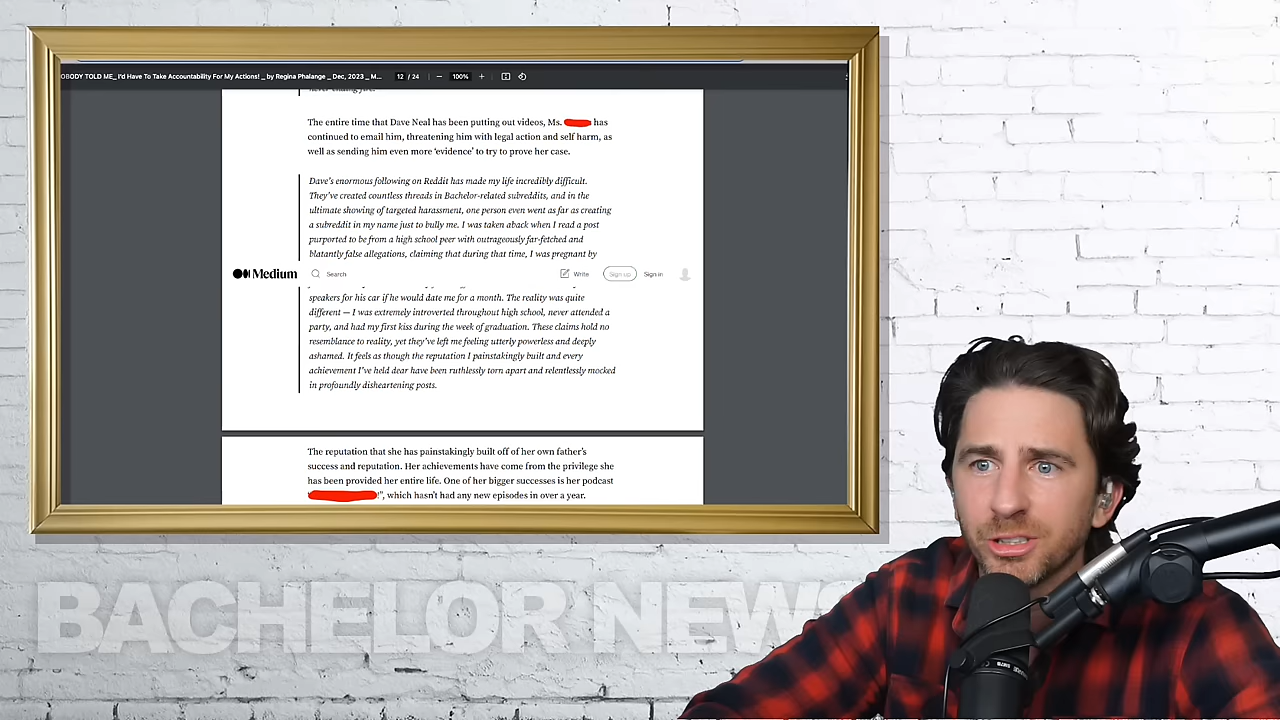 OBODY TOLD ME_ I'd Have To Take Accountability For My Actions! _ by Regina Phalange _ Dec, 2023 _ M...
12 / 24
100%
never-ending fire.
The entire time that Dave Neal has been putting out videos, Ms. has
continued to email him, threatening him with legal action and self harm, as
well as sending him even more 'evidence' to try to prove her case.
Dave's enormous following on Reddit has made my life incredibly difficult.
They've created countless threads in Bachelor-related subreddits, and in the
ultimate showing of targeted harassment, one person even went as far as creating
a subreddit in my name just to bully me. I was taken aback when I read a post
purported to be from a high school peer with outrageously far-fetched and
blatantly false allegations, claiming that during that time, I was pregnant by
Medium
Search
Write
Sign up
Sign in
speakers for his car if he would date me for a month. The reality was quite
different — I was extremely introverted throughout high school, never attended a
party, and had my first kiss during the week of graduation. These claims hold no
resemblance to reality, yet they've left me feeling utterly powerless and deeply
ashamed. It feels as though the reputation I painstakingly built and every
achievement I've held dear have been ruthlessly torn apart and relentlessly mocked
in profoundly disheartening posts.
The reputation that she has painstakingly built off of her own father's
success and reputation. Her achievements have come from the privilege she
has been provided her entire life. One of her bigger successes is her podcast
!", which hasn't had any new episodes in over a year.
BACHELOR NEWS